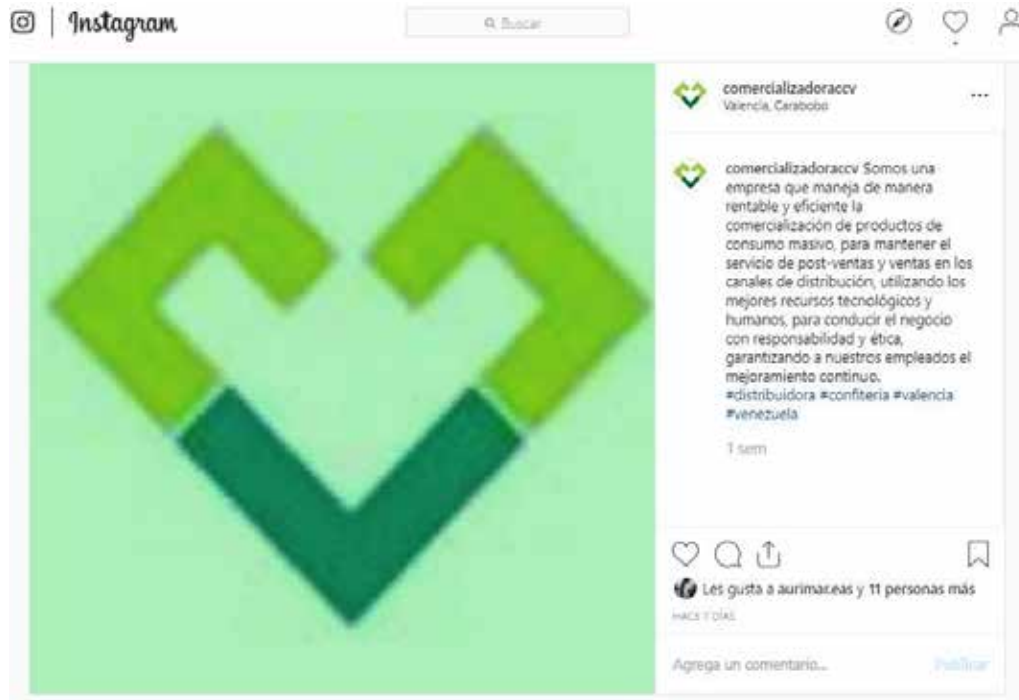 Instagram
Buscar
comercializadoraccv
Valencia, Carabobo
comercializadoraccv Somos una
empresa que maneja de manera
rentable y eficiente la
comercialización de productos de
consumo masivo, para mantener el
servicio de post-ventas y ventas en los
canales de distribución, utilizando los
mejores recursos tecnológicos y
humanos, para conducir el negocio
con responsabilidad y ética,
garantizando a nuestros empleados el
mejoramiento continuo.
#distribuidora #confiteria #valencia
#venezuela
1 sem
Les gusta a aurimar.eas y 11 personas más
HACE 7 DÍAS
Agrega un comentario...
Publicar